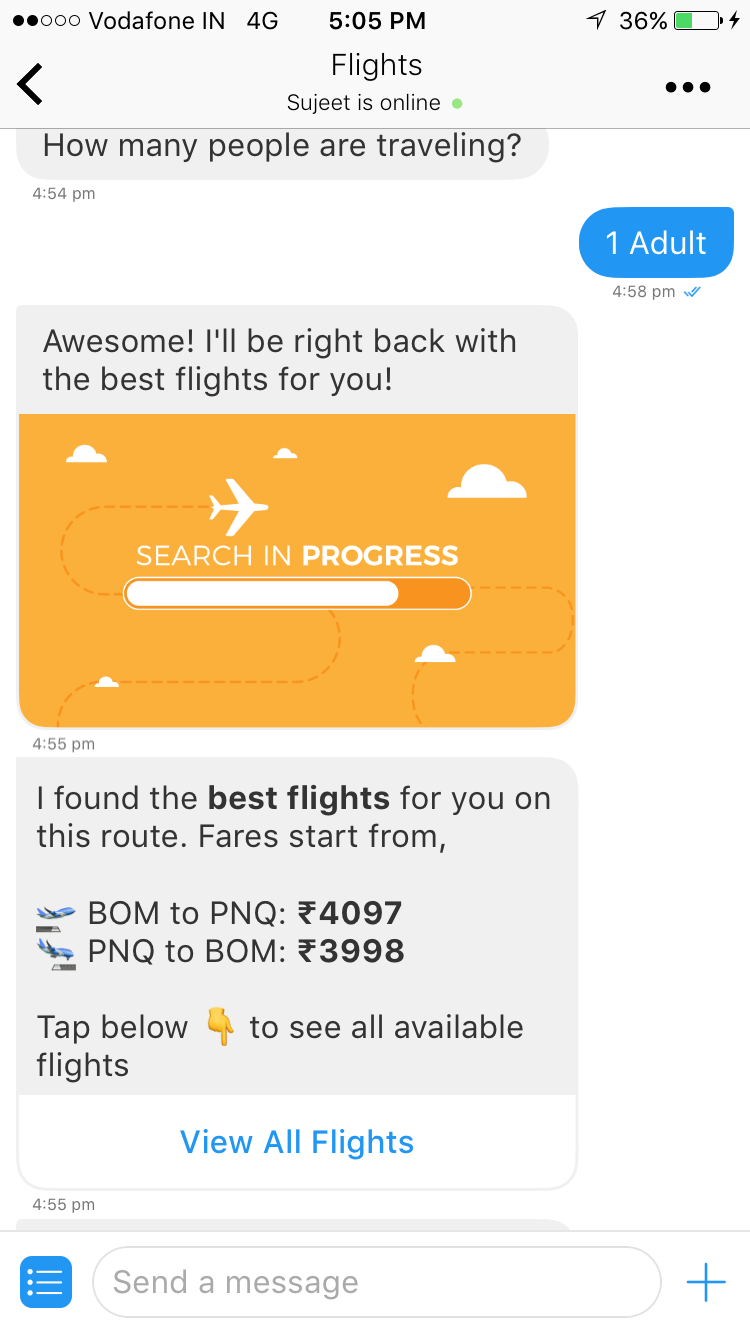 Vodafone IN 4G 5:05 PM 36%
Flights
Sujeet is online
How many people are traveling?
4:54 pm
1 Adult
4:58 pm
Awesome! I'll be right back with
the best flights for you!
SEARCH IN PROGRESS
4:55 pm
I found the best flights for you on
this route. Fares start from,
🛫 BOM to PNQ: ₹4097
🛬 PNQ to BOM: ₹3998
Tap below 👇 to see all available
flights
View All Flights
4:55 pm
Send a message